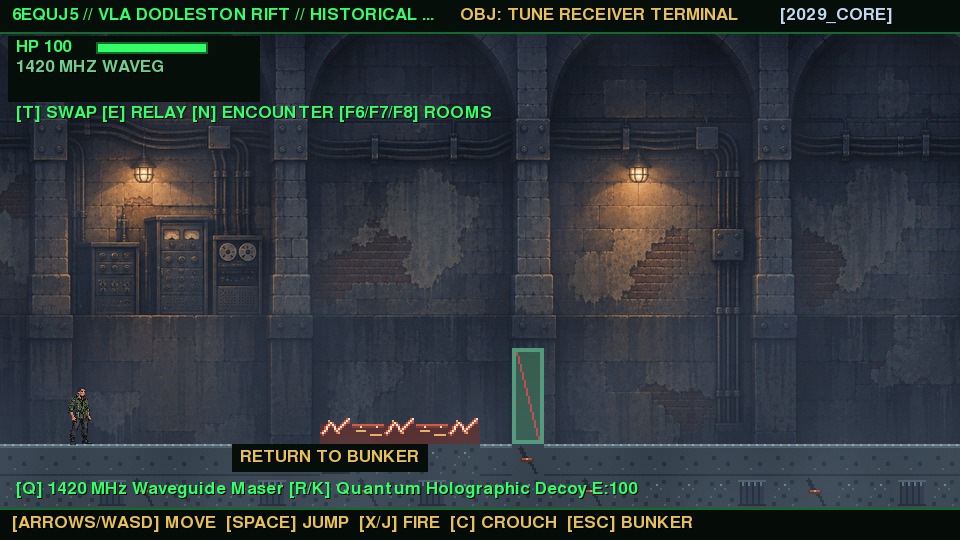 6EQUJ5 // VLA DODLESTON RIFT // HISTORICAL ... OBJ: TUNE RECEIVER TERMINAL [2029_CORE]
HP 100
1420 MHZ WAVEG
[T] SWAP [E] RELAY [N] ENCOUNTER [F6/F7/F8] ROOMS
RETURN TO BUNKER
[Q] 1420 MHz Waveguide Maser [R/K] Quantum Holographic Decoy E:100
[ARROWS/WASD] MOVE [SPACE] JUMP [X/J] FIRE [C] CROUCH [ESC] BUNKER